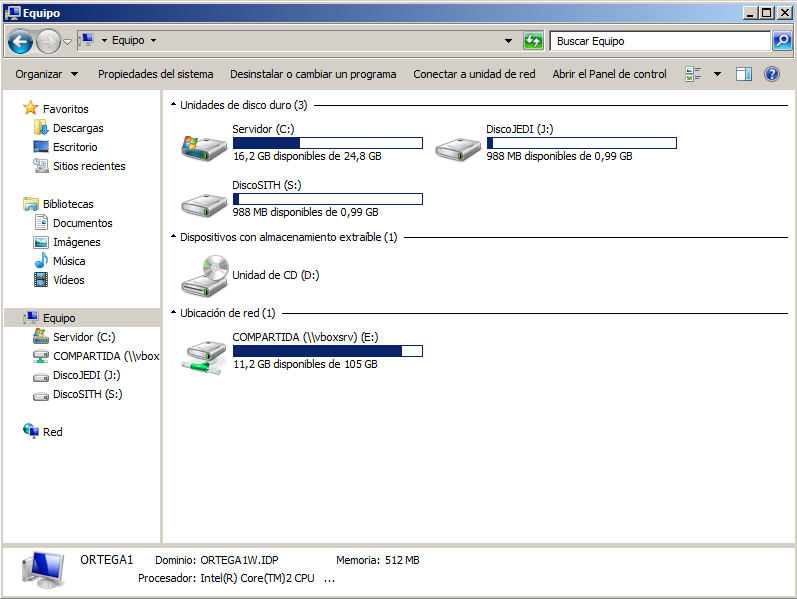 Equipo
Equipo
Buscar Equipo
Organizar Propiedades del sistema Desinstalar o cambiar un programa Conectar a unidad de red Abrir el Panel de control
Favoritos
Descargas
Escritorio
Sitios recientes
Bibliotecas
Documentos
Imágenes
Música
Vídeos
Equipo
Servidor (C:)
COMPARTIDA (\\vbox
DiscoJEDI (J:)
DiscoSITH (S:)
Red
Unidades de disco duro (3)
Servidor (C:)
16,2 GB disponibles de 24,8 GB
DiscoJEDI (J:)
988 MB disponibles de 0,99 GB
DiscoSITH (S:)
988 MB disponibles de 0,99 GB
Dispositivos con almacenamiento extraíble (1)
Unidad de CD (D:)
Ubicación de red (1)
COMPARTIDA (\\vboxsrv) (E:)
11,2 GB disponibles de 105 GB
ORTEGA1 Dominio: ORTEGA1W.IDP Memoria: 512 MB
Procesador: Intel(R) Core(TM)2 CPU ...